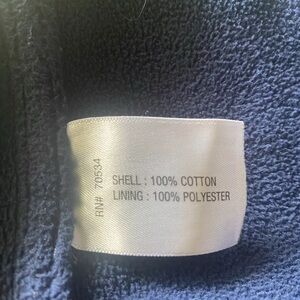 RN# 70534
SHELL : 100% COTTON
LINING : 100% POLYESTER